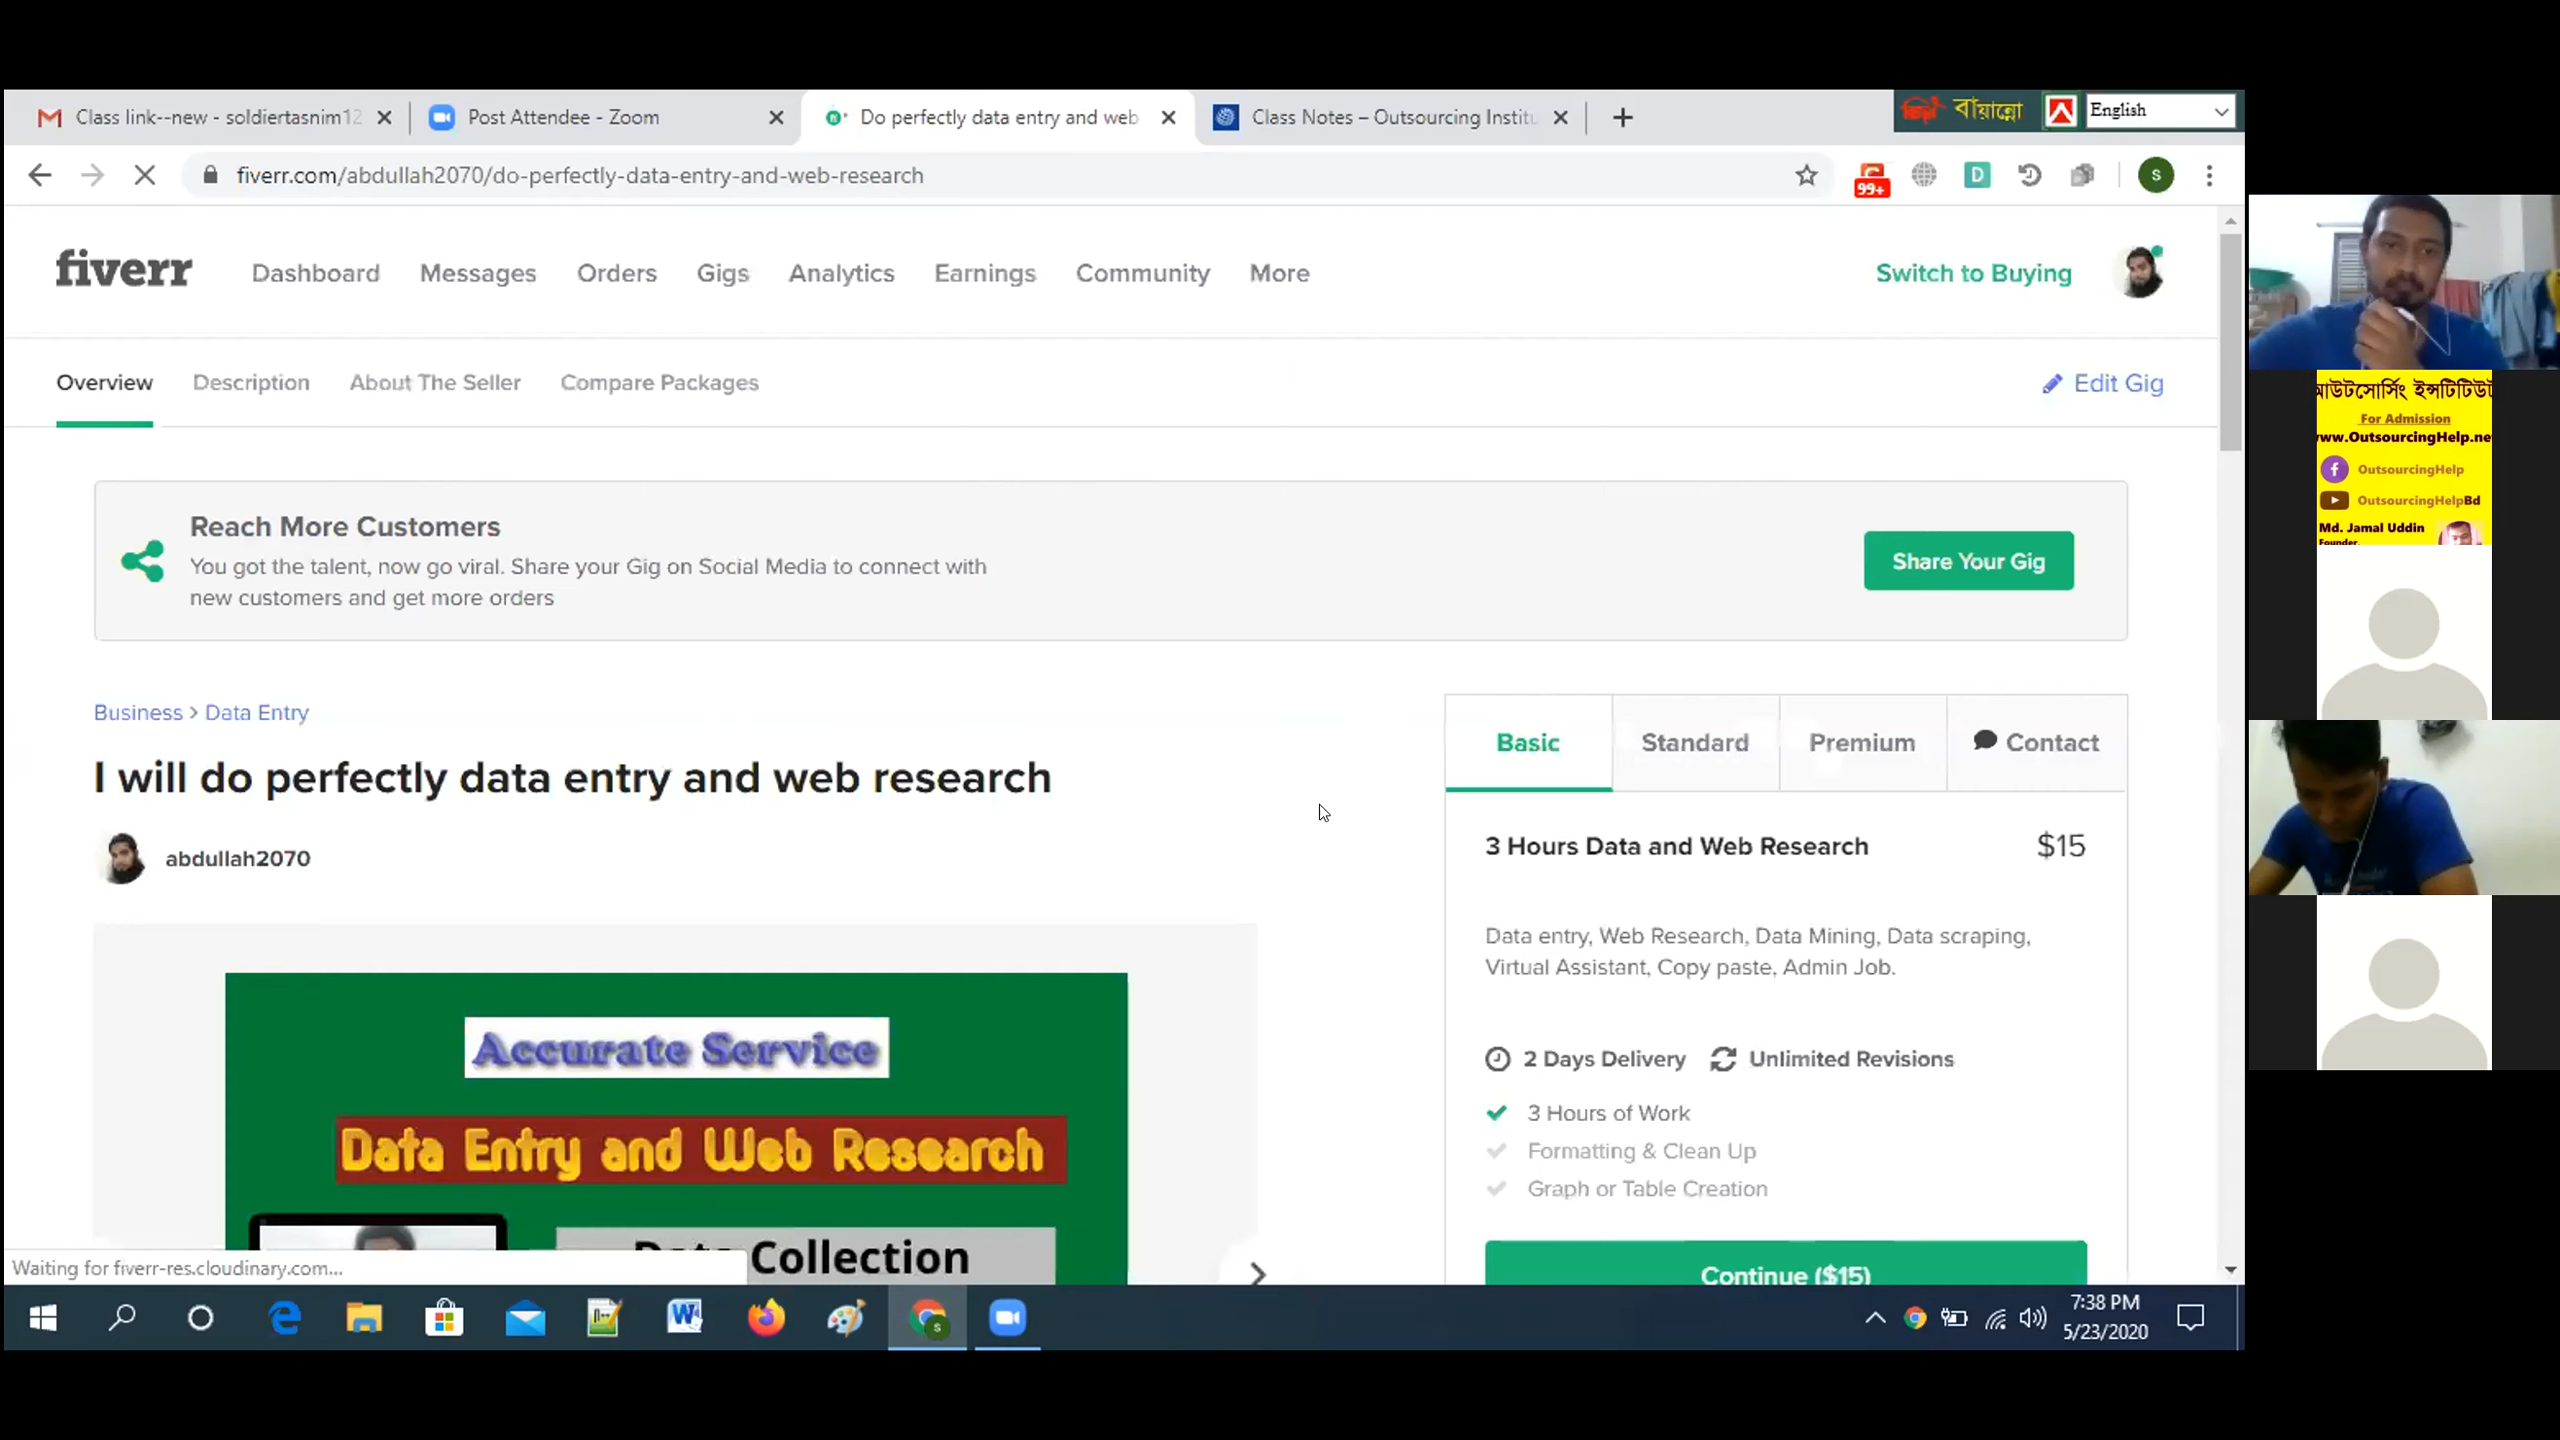 Class link--new - soldiertasnim12
Post Attendee - Zoom
Do perfectly data entry and web
Class Notes – Outsourcing Institu
বায়ান্নো
English
fiverr.com/abdullah2070/do-perfectly-data-entry-and-web-research
99+
D
S
fiverr
Dashboard
Messages
Orders
Gigs
Analytics
Earnings
Community
More
Switch to Buying
Overview
Description
About The Seller
Compare Packages
Edit Gig
Reach More Customers
You got the talent, now go viral. Share your Gig on Social Media to connect with
new customers and get more orders
Share Your Gig
Business > Data Entry
I will do perfectly data entry and web research
abdullah2070
Accurate Service
Data Entry and Web Research
Collection
Basic
Standard
Premium
Contact
3 Hours Data and Web Research
$15
Data entry, Web Research, Data Mining, Data scraping,
Virtual Assistant, Copy paste, Admin Job.
2 Days Delivery
Unlimited Revisions
3 Hours of Work
Formatting & Clean Up
Graph or Table Creation
Continue ($15)
Waiting for fiverr-res.cloudinary.com...
7:38 PM
5/23/2020
আউটসোর্সিং ইন্সটিটিউট
For Admission
www.OutsourcingHelp.ne
OutsourcingHelp
OutsourcingHelpBd
Md. Jamal Uddin
Founder,